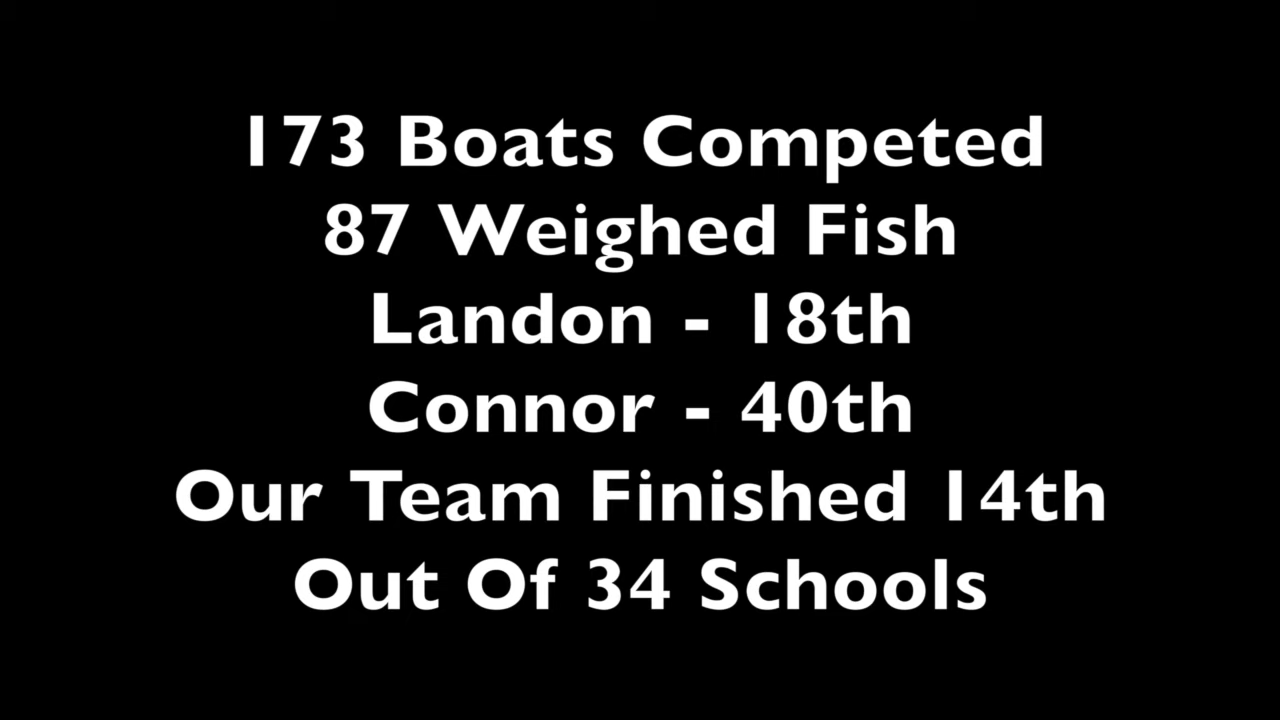 173 Boats Competed
87 Weighed Fish
Landon - 18th
Connor - 40th
Our Team Finished 14th
Out Of 34 Schools